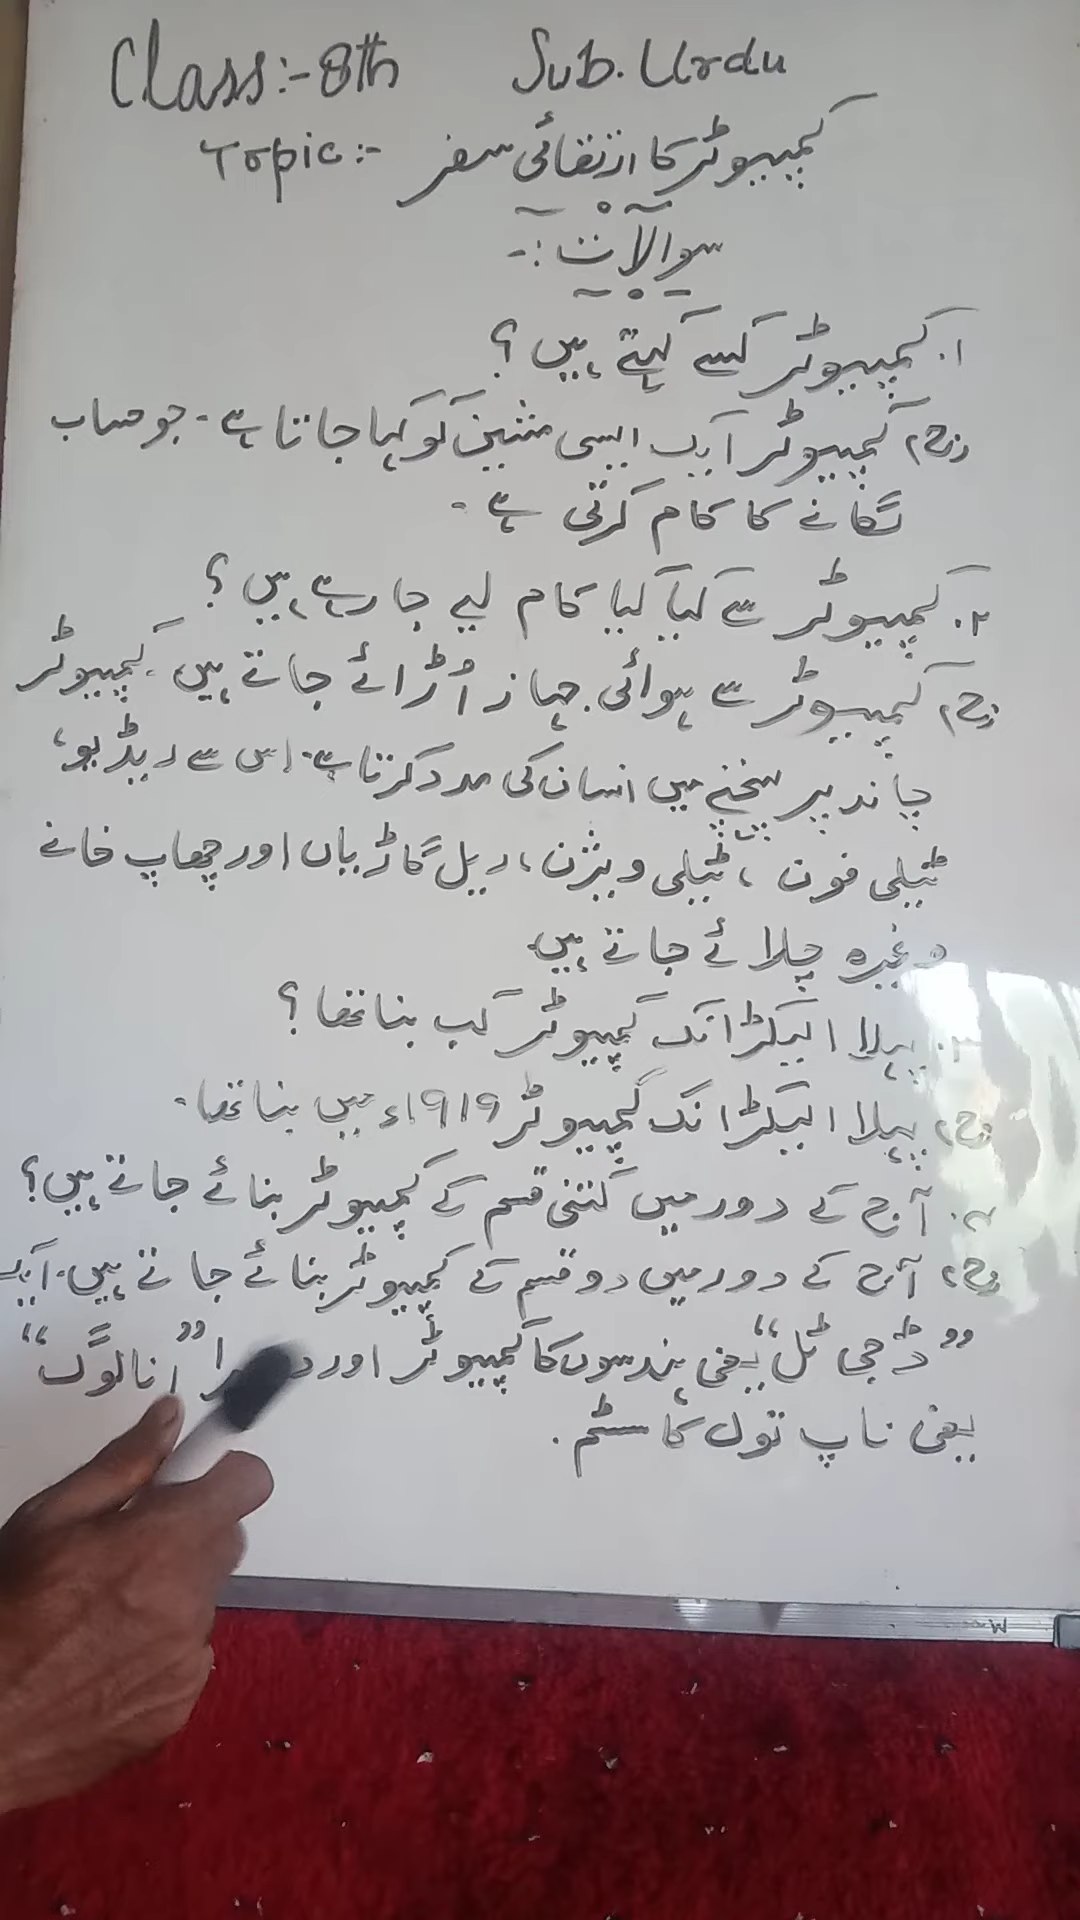 Class:- 8th Sub. Urdu
Topic:- کمپیوٹر کا ارتقائی سفر
سوالات :-
۱. کمپیوٹر کسے کہتے ہیں ؟
ج) کمپیوٹر ایک ایسی مشین کو کہا جاتا ہے - جو حساب
لگانے کا کام کرتی ہے -
۲. کمپیوٹر سے کیا کیا کام لیے جا رہے ہیں ؟
ج) کمپیوٹر سے ہوائی جہاز اُڑائے جاتے ہیں - کمپیوٹر
چاند پر پہنچنے میں انسان کی مدد کرتا ہے - اس سے ریڈیو،
ٹیلی فون ، ٹیلی ویژن ، ریل گاڑیاں اور چھاپ خانے
وغیرہ چلائے جاتے ہیں
۳. پہلا الیکڑانک کمپیوٹر کب بنا تھا ؟
ج) پہلا الیکڑانک کمپیوٹر ۱۹۱۹ء میں بنا تھا -
۴. آج کے دور میں کتنی قسم کے کمپیوٹر بنائے جاتے ہیں ؟
ج) آج کے دور میں دو قسم کے کمپیوٹر بنائے جاتے ہیں - ایک
”ڈجی ٹل“ یعنی ہندسوں کا کمپیوٹر اور ”انالوگ“
یعنی ناپ تول کا سسٹم .